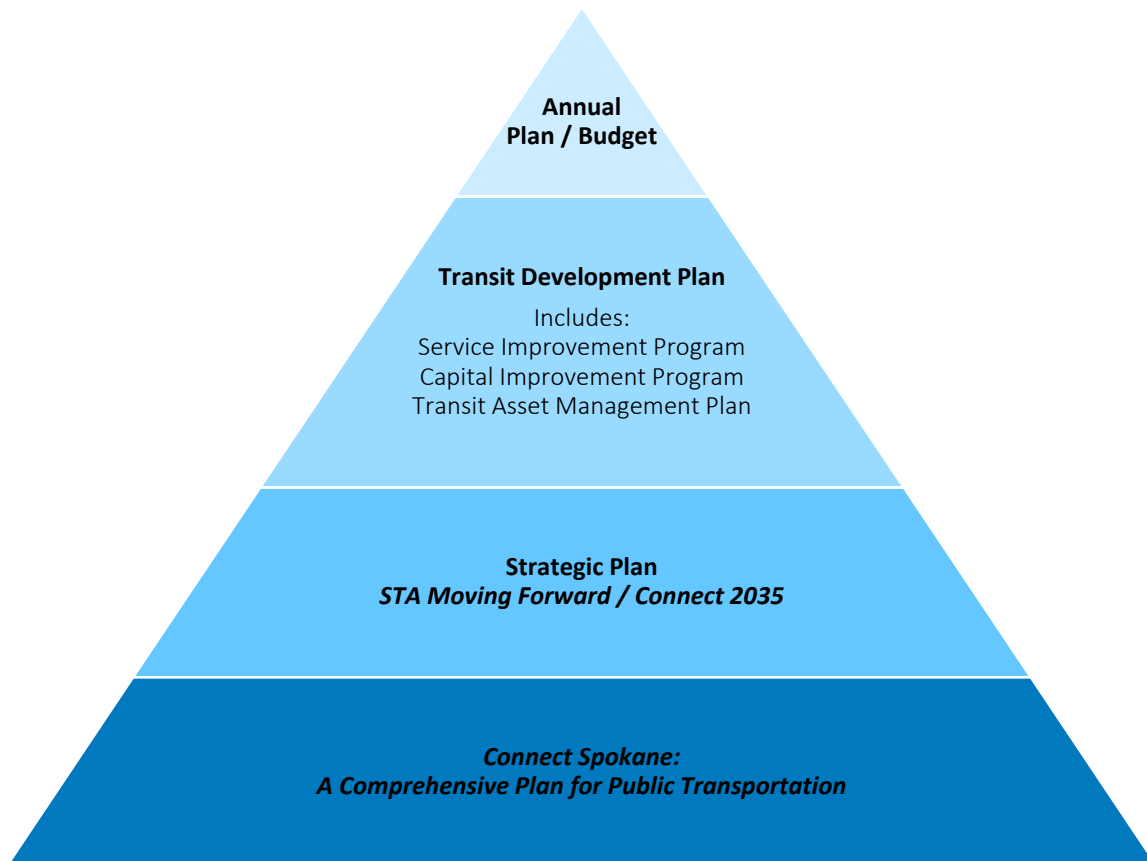 Annual
Plan / Budget
Transit Development Plan
Includes:
Service Improvement Program
Capital Improvement Program
Transit Asset Management Plan
Strategic Plan
STA Moving Forward / Connect 2035
Connect Spokane:
A Comprehensive Plan for Public Transportation